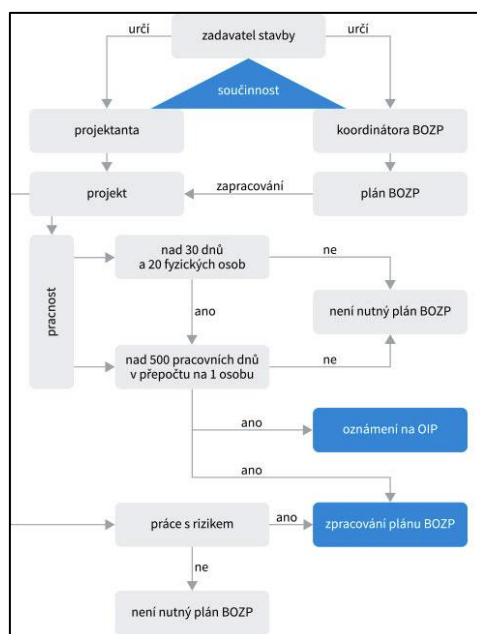 určí
zadavatel stavby
určí
součinnost
projektanta
koordinátora BOZP
projekt
zapracování
plán BOZP
pracnost
nad 30 dnů
a 20 fyzických osob
ne
není nutný plán BOZP
ano
nad 500 pracovních dnů
v přepočtu na 1 osobu
ne
ano
oznámení na OIP
ano
práce s rizikem
ano
zpracování plánu BOZP
ne
není nutný plán BOZP